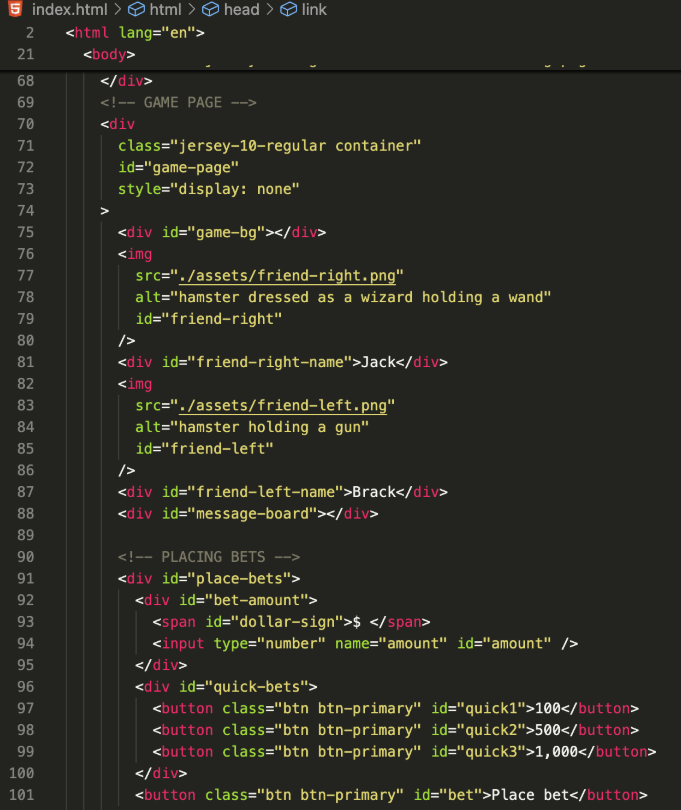 index.html > html > head > link
2 <html lang="en">
21 <body>
68 </div>
69 <!-- GAME PAGE -->
70 <div
71 class="jersey-10-regular container"
72 id="game-page"
73 style="display: none"
74 >
75 <div id="game-bg"></div>
76 <img
77 src="./assets/friend-right.png"
78 alt="hamster dressed as a wizard holding a wand"
79 id="friend-right"
80 />
81 <div id="friend-right-name">Jack</div>
82 <img
83 src="./assets/friend-left.png"
84 alt="hamster holding a gun"
85 id="friend-left"
86 />
87 <div id="friend-left-name">Brack</div>
88 <div id="message-board"></div>
89
90 <!-- PLACING BETS -->
91 <div id="place-bets">
92 <div id="bet-amount">
93 <span id="dollar-sign">$ </span>
94 <input type="number" name="amount" id="amount" />
95 </div>
96 <div id="quick-bets">
97 <button class="btn btn-primary" id="quick1">100</button>
98 <button class="btn btn-primary" id="quick2">500</button>
99 <button class="btn btn-primary" id="quick3">1,000</button>
100 </div>
101 <button class="btn btn-primary" id="bet">Place bet</button>